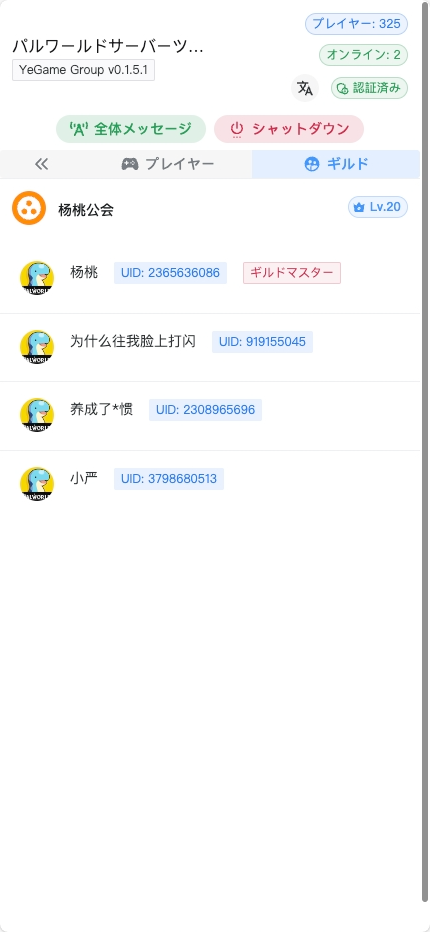 プレイヤー: 325
パルワールドサーバーツ…
オンライン: 2
YeGame Group v0.1.5.1
認証済み
全体メッセージ
シャットダウン
プレイヤー
ギルド
杨桃公会
Lv.20
杨桃 UID: 2365636086 ギルドマスター
为什么往我脸上打闪 UID: 919155045
养成了*惯 UID: 2308965696
小严 UID: 3798680513